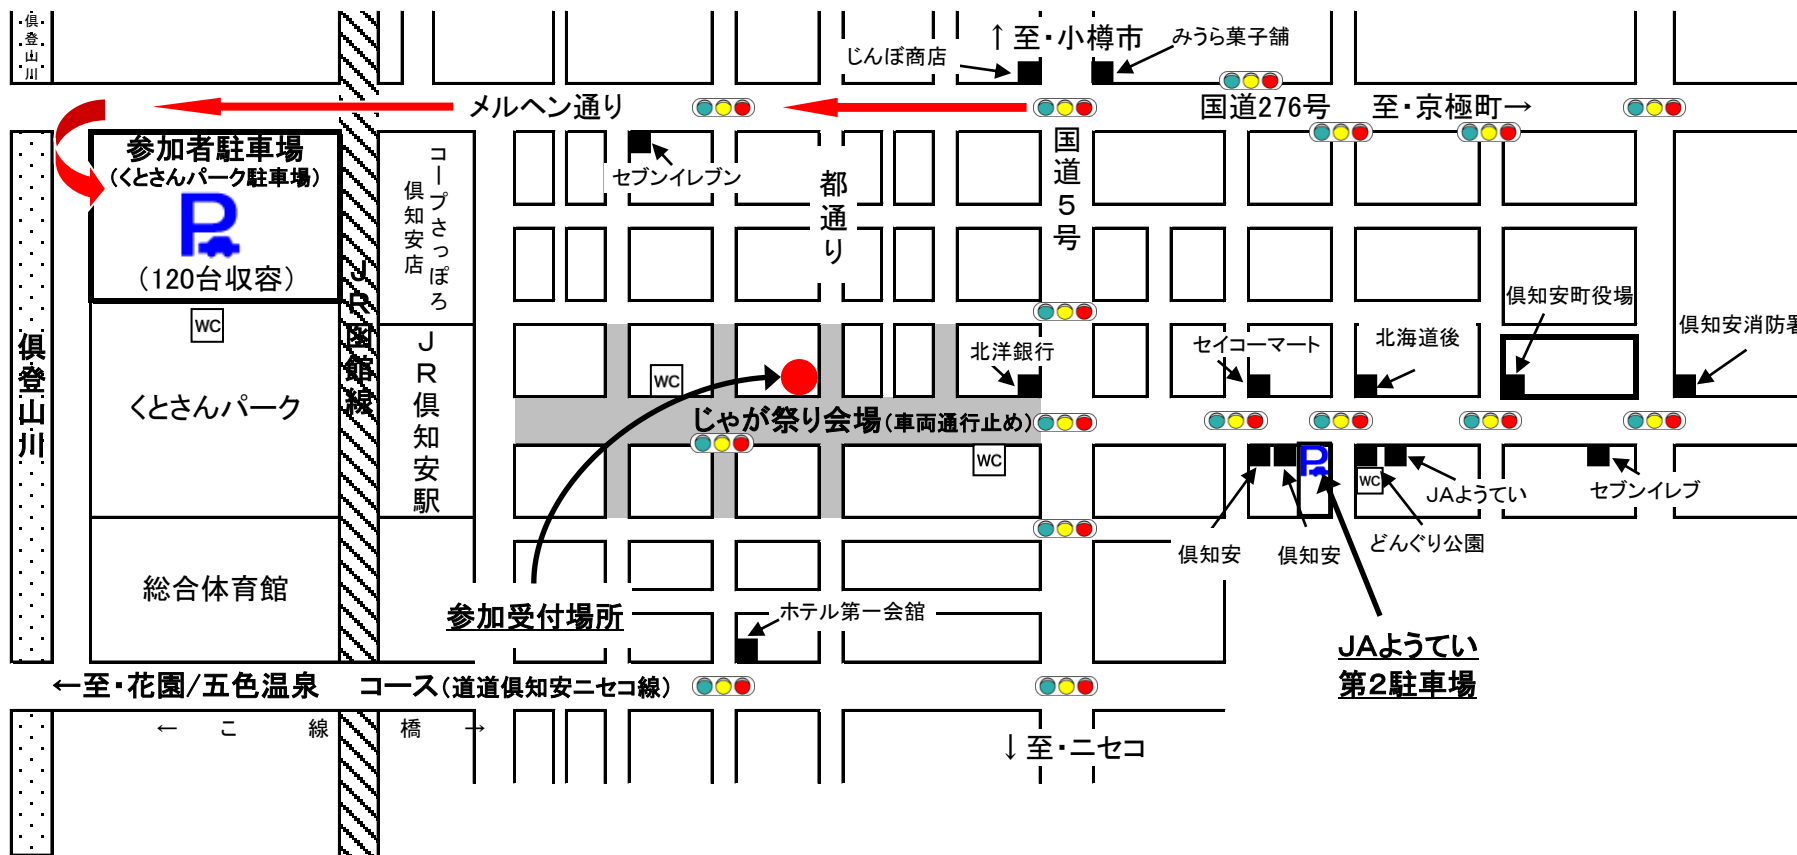 倶登山川
↑至・小樽市
みうら菓子舗
じんぼ商店
メルヘン通り
国道276号
至・京極町→
参加者駐車場
(くとさんパーク駐車場)
P
(120台収容)
コープさっぽろ
倶知安店
セブンイレブン
都通り
国道5号
JR函館線
WC
倶登山川
くとさんパーク
JR倶知安駅
WC
北洋銀行
セイコーマート
北海道後
倶知安町役場
倶知安消防署
じゃが祭り会場(車両通行止め)
WC
P
WC
JAようてい
セブンイレブ
倶知安
倶知安
どんぐり公園
総合体育館
参加受付場所
ホテル第一会館
JAようてい
第2駐車場
←至・花園/五色温泉
コース(道道倶知安ニセコ線)
← こ 線 橋 →
↓至・ニセコ